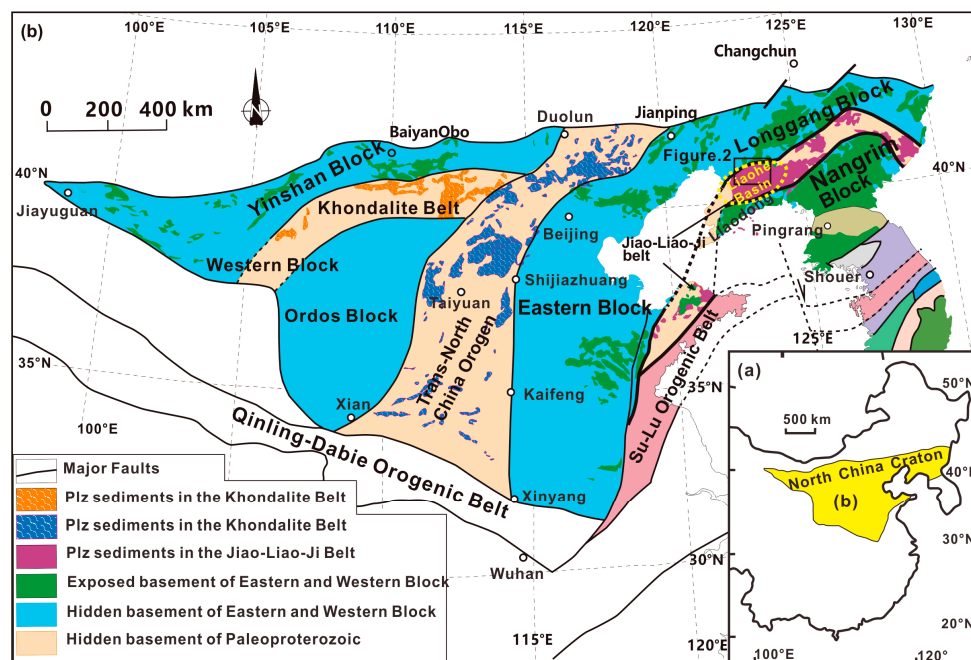 (b)
100°E
105°E
110°E
115°E
120°E
125°E
130°E
Changchun
0 200 400 km
Duolun
Jianping
BaiyanObo
Longgang Block
Figure.2
40°N
Yinshan Block
Liaohe
Basin
Nangrim
Block
40°N
Jiayuguan
Khondalite Belt
Beijing
Liaodong
Pingrang
Jiao-Liao-Ji
belt
Western Block
Shijiazhuang
Shouer
Taiyuan
Eastern Block
Ordos Block
125°E
Trans-North
China Orogen
35°N
Su-Lu Orogenic Belt
35°N
Kaifeng
Xian
100°E
Qinling-Dabie Orogenic Belt
Xinyang
30°N
Wuhan
115°E
120°E
Major Faults
Plz sediments in the Khondalite Belt
Plz sediments in the Khondalite Belt
Plz sediments in the Jiao-Liao-Ji Belt
Exposed basement of Eastern and Western Block
Hidden basement of Eastern and Western Block
Hidden basement of Paleoproterozoic
(a)
50°N
500 km
North China Craton
40°N
(b)
30°N
20°N
100°E
120°E